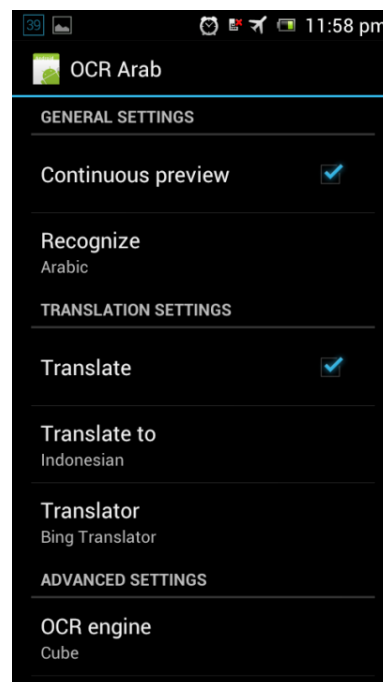 39 11:58 pm
OCR Arab
GENERAL SETTINGS
Continuous preview
Recognize
Arabic
TRANSLATION SETTINGS
Translate
Translate to
Indonesian
Translator
Bing Translator
ADVANCED SETTINGS
OCR engine
Cube